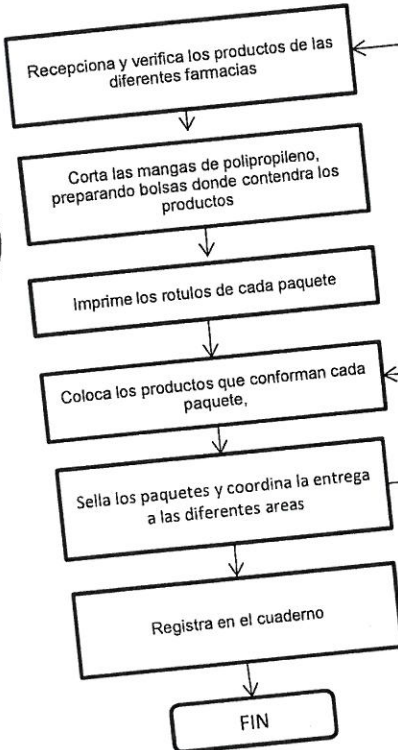 Recepciona y verifica los productos de las
diferentes farmacias
Corta las mangas de polipropileno,
preparando bolsas donde contendra los
productos
Imprime los rotulos de cada paquete
Coloca los productos que conforman cada
paquete,
Sella los paquetes y coordina la entrega
a las diferentes areas
Registra en el cuaderno
FIN